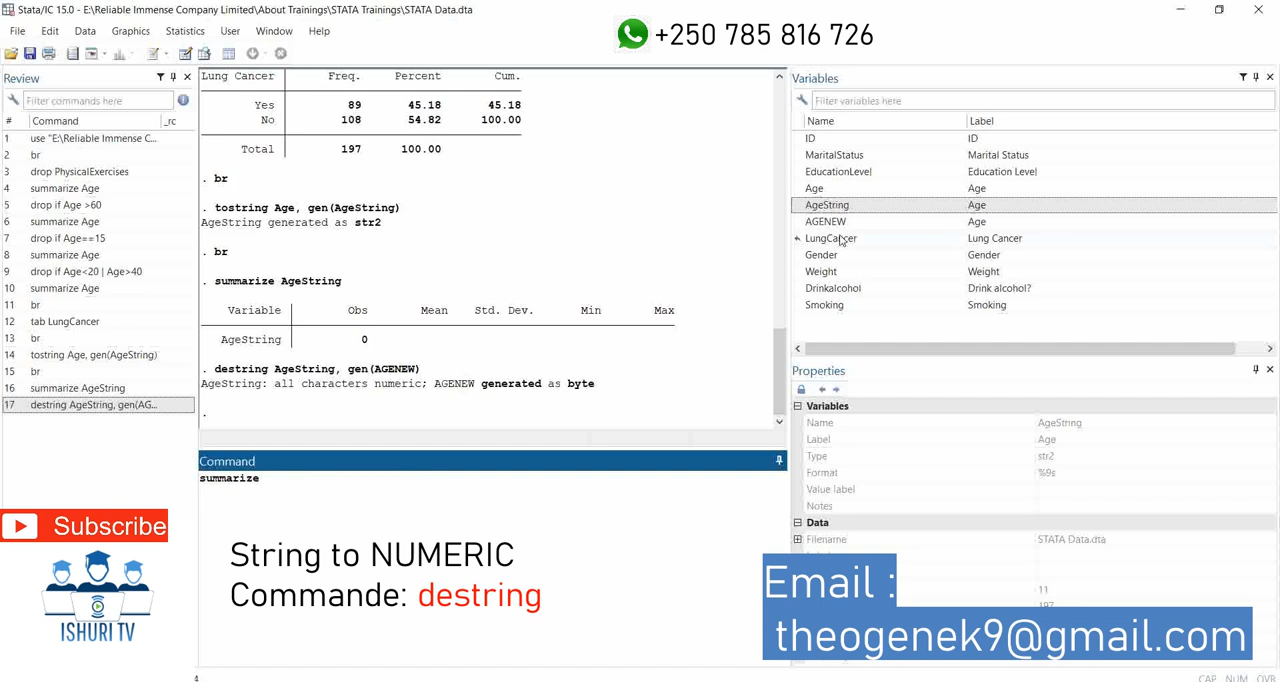 Stata/IC 15.0 - E:\Reliable Immense Company Limited\About Trainings\STATA Trainings\STATA Data.dta
File Edit Data Graphics Statistics User Window Help
+250 785 816 726
Review
Filter commands here
# Command _rc
1 use "E:\Reliable Immense C...
2 br
3 drop PhysicalExercises
4 summarize Age
5 drop if Age >60
6 summarize Age
7 drop if Age==15
8 summarize Age
9 drop if Age<20 | Age>40
10 summarize Age
11 br
12 tab LungCancer
13 br
14 tostring Age, gen(AgeString)
15 br
16 summarize AgeString
17 destring AgeString, gen(AG...
Lung Cancer Freq. Percent Cum.
Yes 89 45.18 45.18
No 108 54.82 100.00
Total 197 100.00
. br
. tostring Age, gen(AgeString)
AgeString generated as str2
. br
. summarize AgeString
Variable Obs Mean Std. Dev. Min Max
AgeString 0
. destring AgeString, gen(AGENEW)
AgeString: all characters numeric; AGENEW generated as byte
.
Command
summarize
Variables
Filter variables here
Name Label
ID ID
MaritalStatus Marital Status
EducationLevel Education Level
Age Age
AgeString Age
AGENEW Age
LungCancer Lung Cancer
Gender Gender
Weight Weight
Drinkalcohol Drink alcohol?
Smoking Smoking
Properties
Variables
Name AgeString
Label Age
Type str2
Format %9s
Value label
Notes
Data
Filename STATA Data.dta
11
197
Subscribe
ISHURI TV
String to NUMERIC
Commande: destring
Email :
theogenek9@gmail.com
CAP NUM OVR